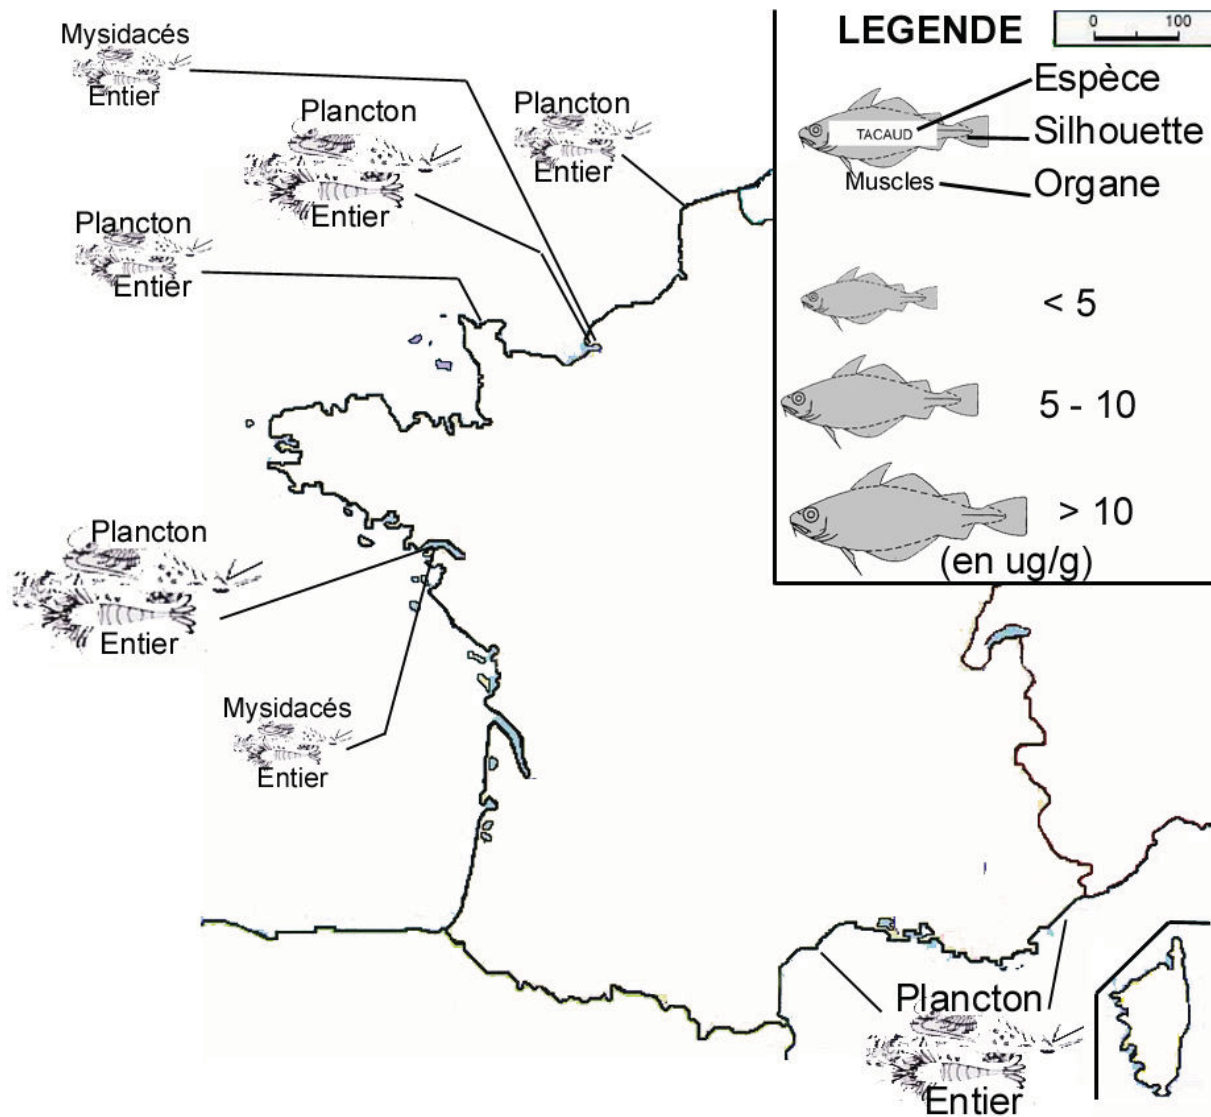 LEGENDE
0 100
Espèce
TACAUD
Silhouette
Muscles
Organe
< 5
5 - 10
> 10
(en ug/g)
Mysidacés
Entier
Plancton
Entier
Plancton
Entier
Plancton
Entier
Plancton
Entier
Mysidacés
Entier
Plancton
Entier